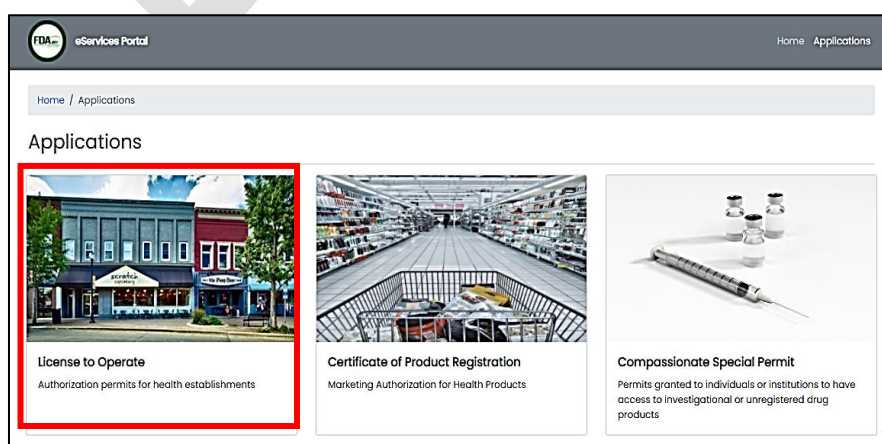 FDA
eServices Portal
Home Applications
Home / Applications
Applications
scratch
License to Operate
Authorization permits for health establishments
Certificate of Product Registration
Marketing Authorization for Health Products
Compassionate Special Permit
Permits granted to individuals or institutions to have
access to investigational or unregistered drug
products